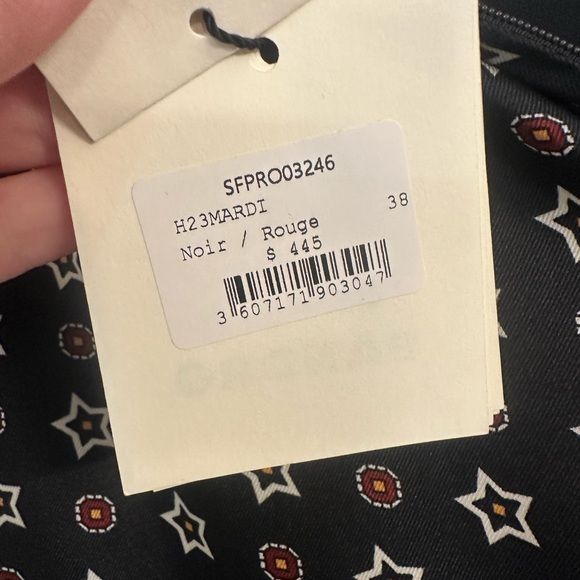 SFPRO03246
H23MARDI 38
Noir / Rouge
$ 445
3 607171 903047